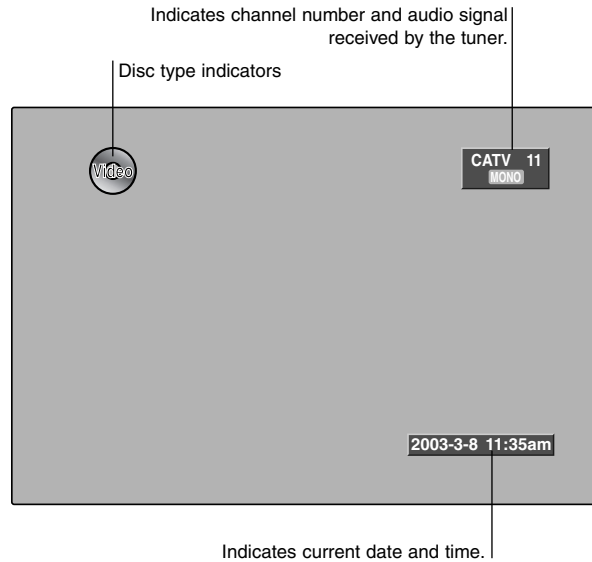 Indicates channel number and audio signal
received by the tuner.
Disc type indicators
Video
CATV 11
MONO
2003-3-8 11:35am
Indicates current date and time.